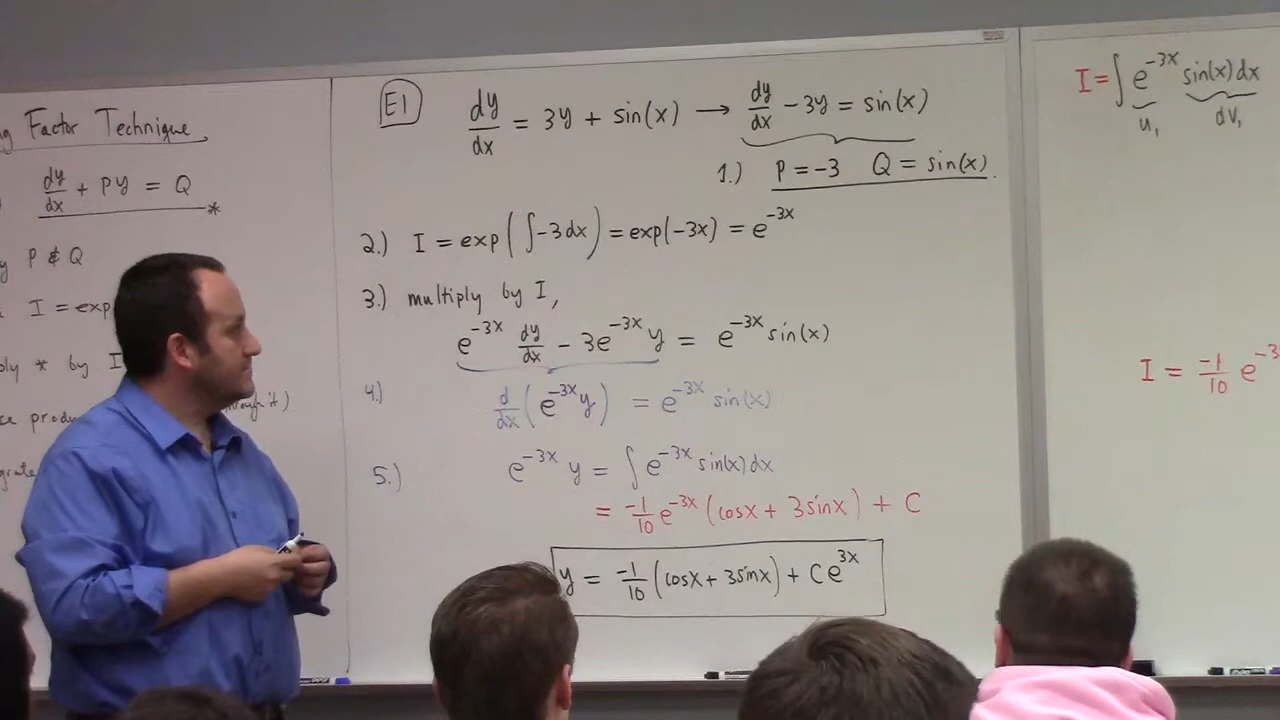 Factor Technique
dy/dx + Py = Q
*
P & Q
I = exp
* by I
through it)
E1 dy/dx = 3y + sin(x) → dy/dx - 3y = sin(x)
1.) P = -3 Q = sin(x).
2.) I = exp(∫-3dx) = exp(-3x) = e^{-3x}
3.) multiply by I,
e^{-3x} dy/dx - 3e^{-3x}y = e^{-3x} sin(x)
4.) d/dx(e^{-3x}y) = e^{-3x} sin(x)
5.) e^{-3x} y = ∫e^{-3x} sin(x)dx
= -1/10 e^{-3x}(cosx + 3sinx) + C
y = -1/10(cosx + 3sinx) + Ce^{3x}
I = ∫e^{-3x} sin(x)dx
u₁ dv₁
I = -1/10 e^{-3x}